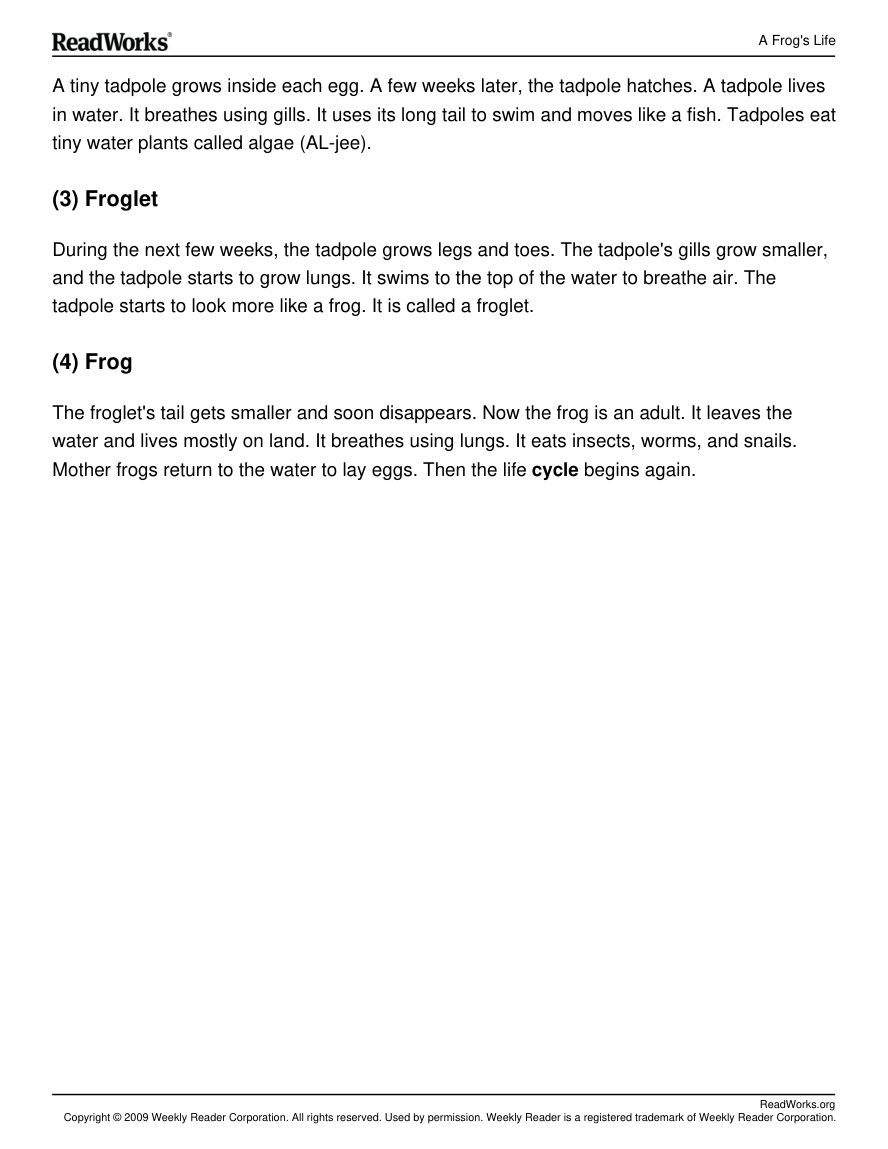 ReadWorks®
A Frog's Life
A tiny tadpole grows inside each egg. A few weeks later, the tadpole hatches. A tadpole lives
in water. It breathes using gills. It uses its long tail to swim and moves like a fish. Tadpoles eat
tiny water plants called algae (AL-jee).
(3) Froglet
During the next few weeks, the tadpole grows legs and toes. The tadpole's gills grow smaller,
and the tadpole starts to grow lungs. It swims to the top of the water to breathe air. The
tadpole starts to look more like a frog. It is called a froglet.
(4) Frog
The froglet's tail gets smaller and soon disappears. Now the frog is an adult. It leaves the
water and lives mostly on land. It breathes using lungs. It eats insects, worms, and snails.
Mother frogs return to the water to lay eggs. Then the life cycle begins again.
ReadWorks.org
Copyright © 2009 Weekly Reader Corporation. All rights reserved. Used by permission. Weekly Reader is a registered trademark of Weekly Reader Corporation.